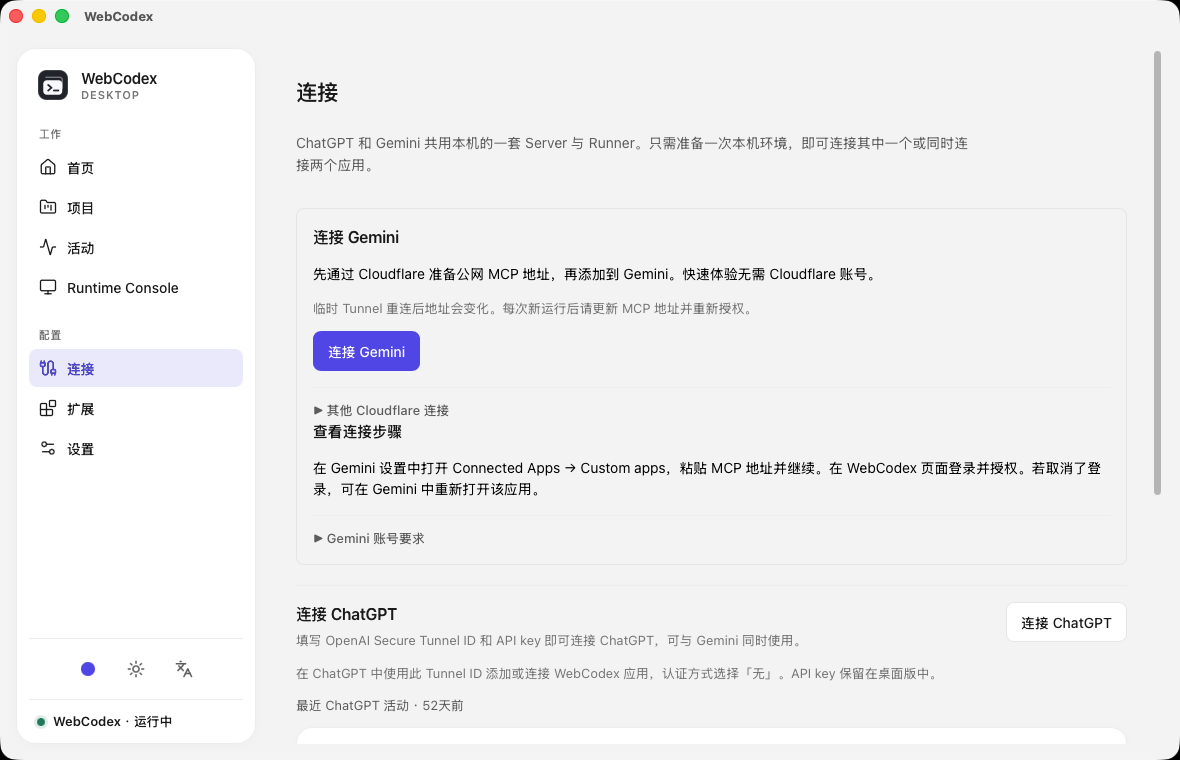 WebCodex
WebCodex
DESKTOP
工作
首页
项目
活动
Runtime Console
配置
连接
扩展
设置
WebCodex · 运行中
连接
ChatGPT 和 Gemini 共用本机的一套 Server 与 Runner。只需准备一次本机环境，即可连接其中一个或同时连
接两个应用。
连接 Gemini
先通过 Cloudflare 准备公网 MCP 地址，再添加到 Gemini。快速体验无需 Cloudflare 账号。
临时 Tunnel 重连后地址会变化。每次新运行后请更新 MCP 地址并重新授权。
连接 Gemini
▶ 其他 Cloudflare 连接
查看连接步骤
在 Gemini 设置中打开 Connected Apps → Custom apps，粘贴 MCP 地址并继续。在 WebCodex 页面登录并授权。若取消了登
录，可在 Gemini 中重新打开该应用。
▶ Gemini 账号要求
连接 ChatGPT
连接 ChatGPT
填写 OpenAI Secure Tunnel ID 和 API key 即可连接 ChatGPT，可与 Gemini 同时使用。
在 ChatGPT 中使用此 Tunnel ID 添加或连接 WebCodex 应用，认证方式选择「无」。API key 保留在桌面版中。
最近 ChatGPT 活动 · 52天前